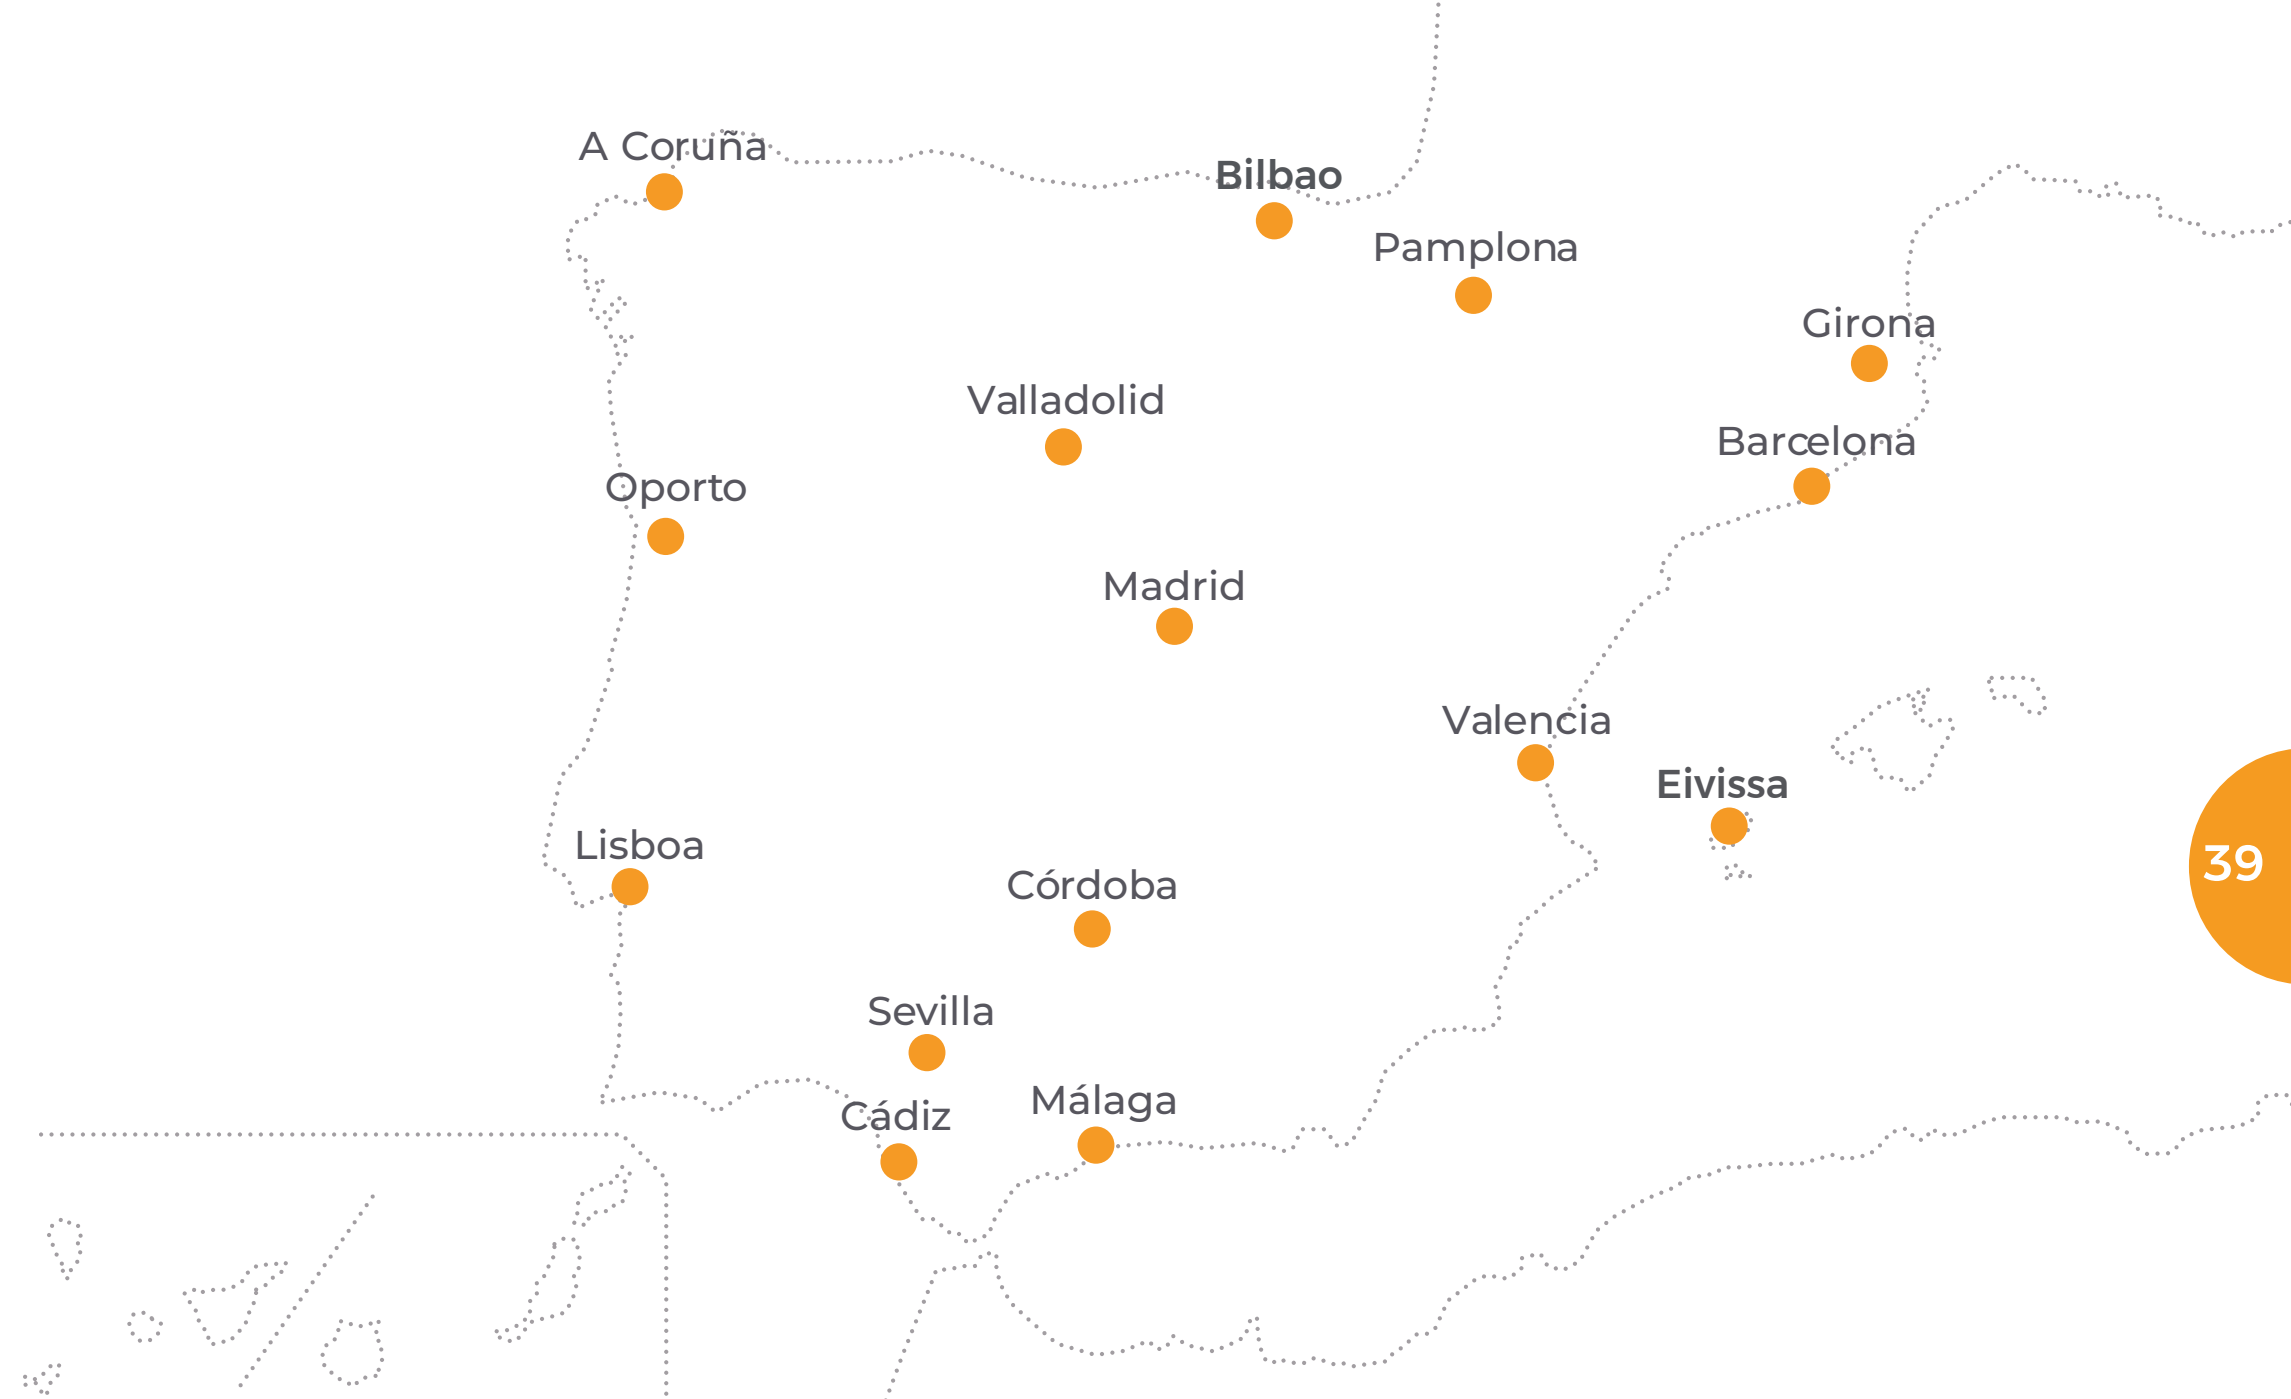 A Coruña
Bilbao
Pamplona
Girona
Valladolid
Barcelona
Oporto
Madrid
Valencia
Eivissa
Lisboa
39
Córdoba
Sevilla
Málaga
Cádiz